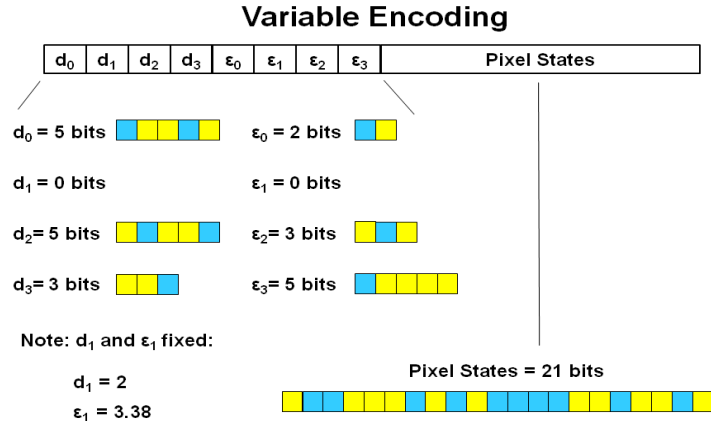 Variable Encoding
d₀ d₁ d₂ d₃ ε₀ ε₁ ε₂ ε₃ Pixel States
d₀ = 5 bits ε₀ = 2 bits
d₁ = 0 bits ε₁ = 0 bits
d₂= 5 bits ε₂ = 3 bits
d₃= 3 bits ε₃ = 5 bits
Note: d₁ and ε₁ fixed:
d₁ = 2
ε₁ = 3.38
Pixel States = 21 bits